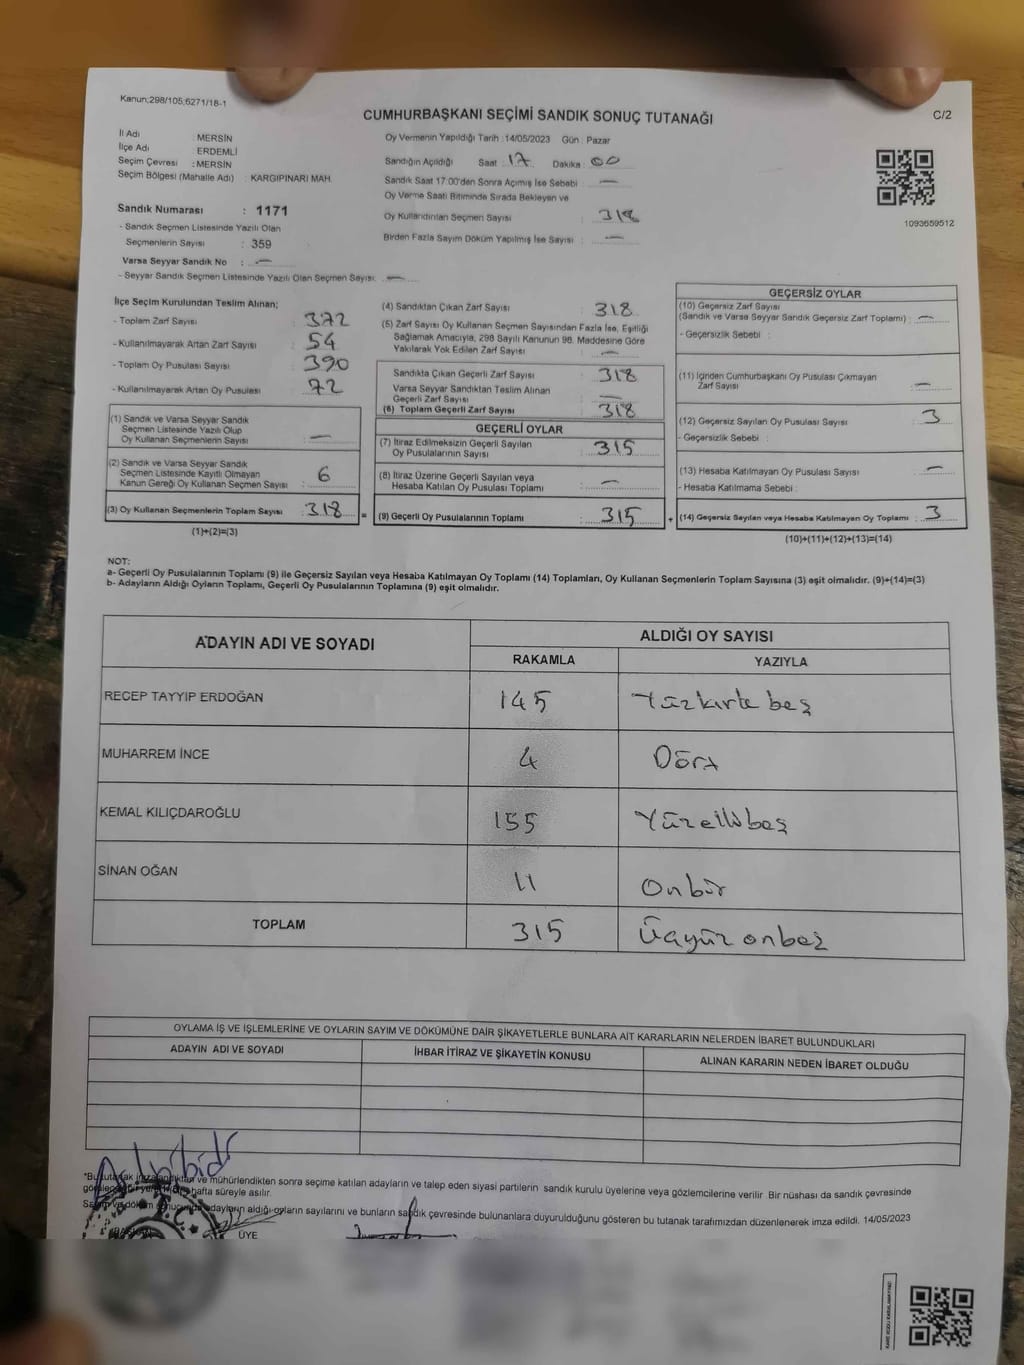 Kanun;298/105,6271/18-1
C/2
CUMHURBAŞKANI SEÇİMİ SANDIK SONUÇ TUTANAĞI
İl Adı : MERSİN
İlçe Adı : ERDEMLİ
Seçim Çevresi : MERSİN
Seçim Bölgesi (Mahalle Adı) : KARGIPINARI MAH.
Sandık Numarası : 1171
- Sandık Seçmen Listesinde Yazılı Olan
Seçmenlerin Sayısı : 359
Varsa Seyyar Sandık No : —
- Seyyar Sandık Seçmen Listesinde Yazılı Olan Seçmen Sayısı: —
Oy Vermenin Yapıldığı Tarih :14/05/2023 Gün : Pazar
Sandığın Açıldığı Saat : 17 Dakika : 00
Sandık Saat 17:00'den Sonra Açımış İse Sebebi : —
Oy Verme Saati Bitiminde Sırada Bekleyen ve
Oy Kullandırılan Seçmen Sayısı : 318
Birden Fazla Sayım Döküm Yapılmış İse Sayısı : —
1093659512
İlçe Seçim Kurulundan Teslim Alınan;
- Toplam Zarf Sayısı : 372
- Kullanılmayarak Artan Zarf Sayısı : 54
- Toplam Oy Pusulası Sayısı : 390
- Kullanılmayarak Artan Oy Pusulası : 72
(1) Sandık ve Varsa Seyyar Sandık
Seçmen Listesinde Yazılı Olup
Oy Kullanan Seçmenlerin Sayısı : —
(2) Sandık ve Varsa Seyyar Sandık
Seçmen Listesinde Kayıtlı Olmayan
Kanun Gereği Oy Kullanan Seçmen Sayısı : 6
(3) Oy Kullanan Seçmenlerin Toplam Sayısı : 318
(1)+(2)=(3)
(4) Sandıktan Çıkan Zarf Sayısı : 318
(5) Zarf Sayısı Oy Kullanan Seçmen Sayısından Fazla İse, Eşitliği
Sağlamak Amacıyla, 298 Sayılı Kanunun 98. Maddesine Göre
Yakılarak Yok Edilen Zarf Sayısı : —
Sandıkta Çıkan Geçerli Zarf Sayısı : 318
Varsa Seyyar Sandıktan Teslim Alınan
Geçerli Zarf Sayısı : —
(6) Toplam Geçerli Zarf Sayısı : 318
GEÇERLİ OYLAR
(7) İtiraz Edilmeksizin Geçerli Sayılan
Oy Pusulalarının Sayısı : 315
(8) İtiraz Üzerine Geçerli Sayılan veya
Hesaba Katılan Oy Pusulası Toplamı : —
= (9) Geçerli Oy Pusulalarının Toplamı : 315
GEÇERSİZ OYLAR
(10) Geçersiz Zarf Sayısı
(Sandık ve Varsa Seyyar Sandık Geçersiz Zarf Toplamı) : —
- Geçersizlik Sebebi :
(11) İçinden Cumhurbaşkanı Oy Pusulası Çıkmayan
Zarf Sayısı : —
(12) Geçersiz Sayılan Oy Pusulası Sayısı : 3
- Geçersizlik Sebebi :
(13) Hesaba Katılmayan Oy Pusulası Sayısı : —
- Hesaba Katılmama Sebebi :
+ (14) Geçersiz Sayılan veya Hesaba Katılmayan Oy Toplamı : 3
(10)+(11)+(12)+(13)=(14)
NOT:
a- Geçerli Oy Pusulalarının Toplamı (9) ile Geçersiz Sayılan veya Hesaba Katılmayan Oy Toplamı (14) Toplamları, Oy Kullanan Seçmenlerin Toplam Sayısına (3) eşit olmalıdır. (9)+(14)=(3)
b- Adayların Aldığı Oyların Toplamı, Geçerli Oy Pusulalarının Toplamına (9) eşit olmalıdır.
ADAYIN ADI VE SOYADI ALDIĞI OY SAYISI
RAKAMLA YAZIYLA
RECEP TAYYIP ERDOĞAN 145 Yüzkırk beş
MUHARREM İNCE 4 Dört
KEMAL KILIÇDAROĞLU 155 Yüzellibeş
SİNAN OĞAN 11 Onbir
TOPLAM 315 Üçyüz onbeş
OYLAMA İŞ VE İŞLEMLERİNE VE OYLARIN SAYIM VE DÖKÜMÜNE DAİR ŞİKAYETLERLE BUNLARA AİT KARARLARIN NELERDEN İBARET BULUNDUKLARI
ADAYIN ADI VE SOYADI İHBAR İTİRAZ VE ŞİKAYETİN KONUSU ALINAN KARARIN NEDEN İBARET OLDUĞU
Aslı gibidir
*Bu tutanak ve mühürlendikten sonra seçime katılan adayların ve talep eden siyasi partilerin sandık kurulu üyelerine veya gözlemcilerine verilir. Bir nüshası da sandık çevresinde
hafta süreyle asılır.
adayların aldığı oyların sayılarını ve bunların sandık çevresinde bulunanlara duyurulduğunu gösteren bu tutanak tarafımızdan düzenlenerek imza edildi. 14/05/2023
ÜYE